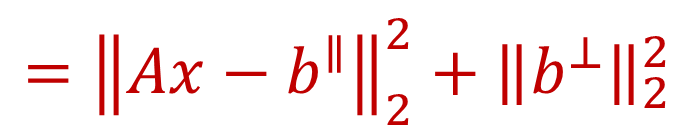 = ‖Ax − b^∥‖₂² + ‖b^⊥‖₂²